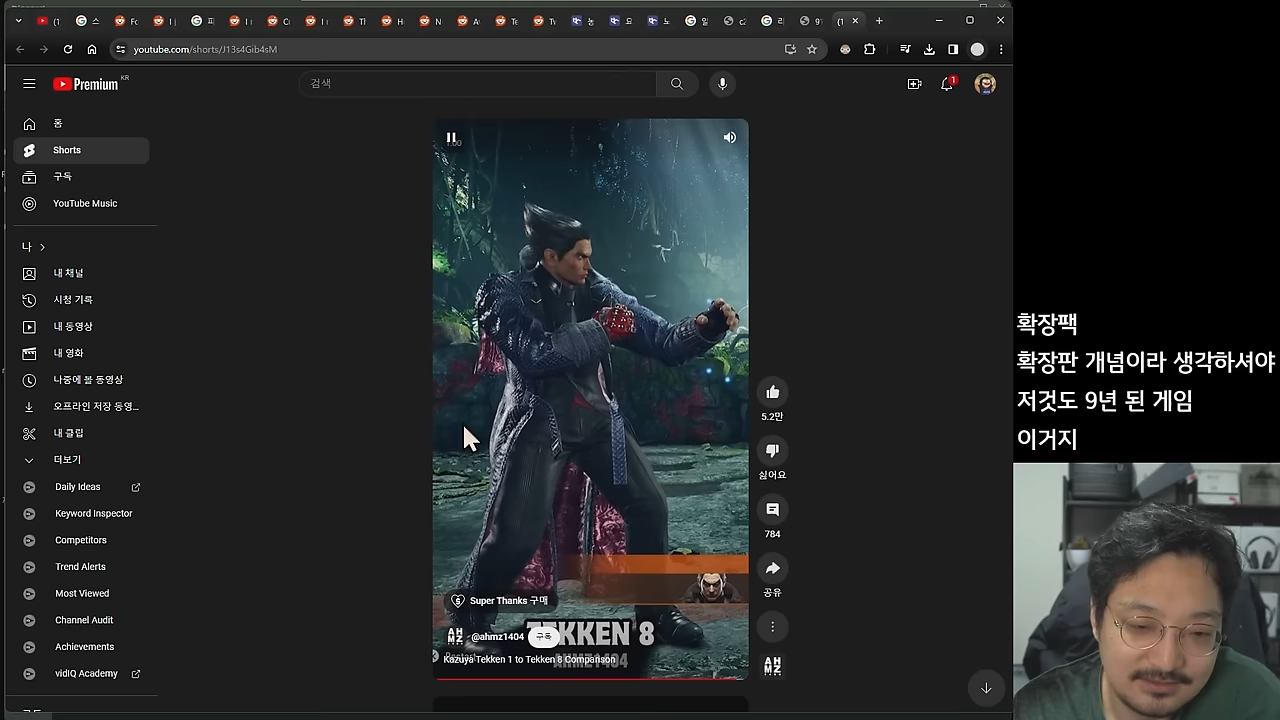 youtube.com/shorts/J13s4Gib4sM
Premium KR
검색
1
홈
Shorts
구독
YouTube Music
나
내 채널
시청 기록
내 동영상
내 영화
나중에 볼 동영상
오프라인 저장 동영...
내 클립
더보기
Daily Ideas
Keyword Inspector
Competitors
Trend Alerts
Most Viewed
Channel Audit
Achievements
vidIQ Academy
5.2만
싫어요
784
공유
Super Thanks 구매
AH MZ
@ahmz1404
구독
TEKKEN 8
AHMZ1404
Kazuya Tekken 1 to Tekken 8 Comparison
AH
MZ
확장팩
확장판 개념이라 생각하셔야
저것도 9년 된 게임
이거지